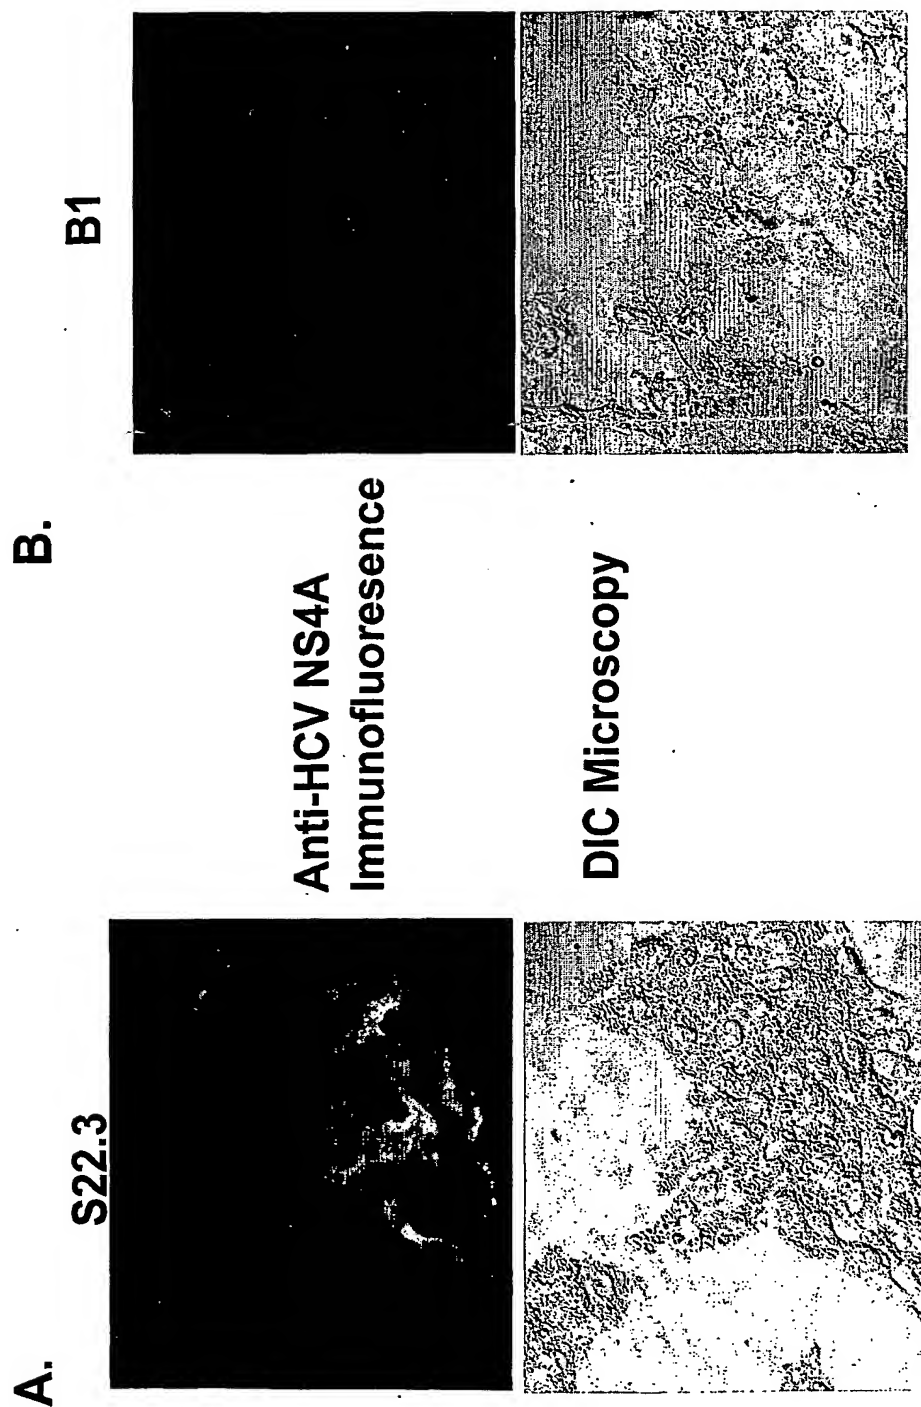 A.
S22.3
B.
B1
Anti-HCV NS4A
Immunofluoresence
DIC Microscopy